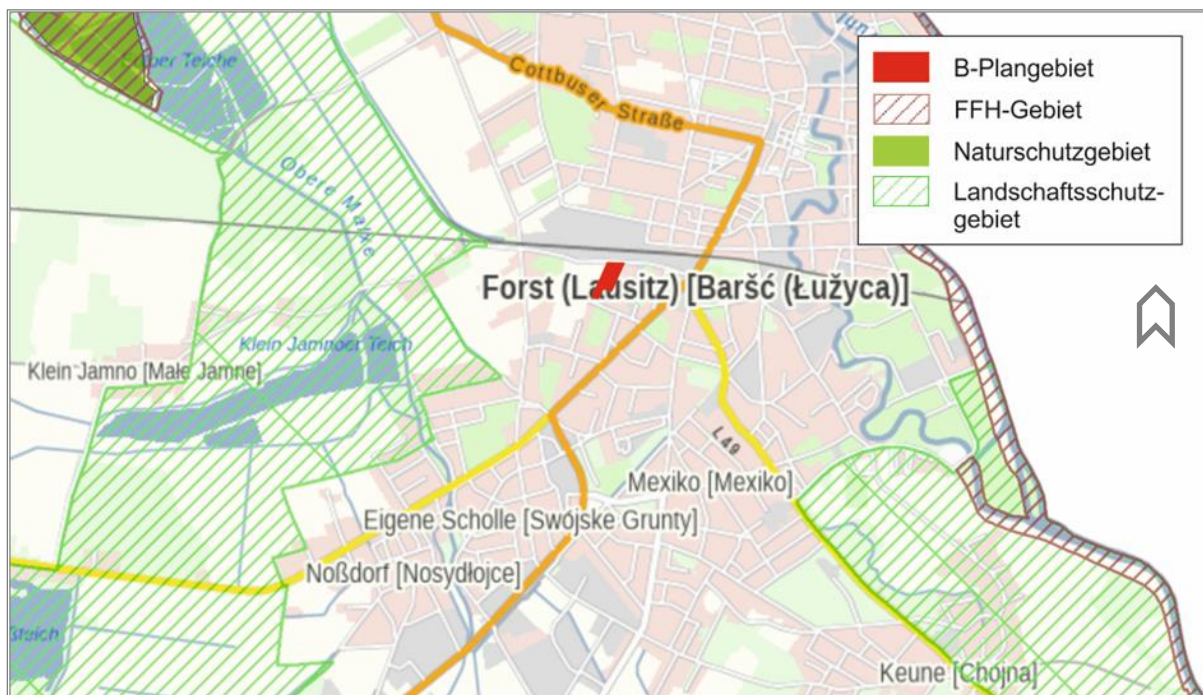 Cottbuser Straße
Obere Malxe
Forst (Lausitz) [Baršć (Łužyca)]
Klein Jamnoer Teich
Klein Jamno [Małe Jamne]
L49
Mexiko [Mexiko]
Eigene Scholle [Swójske Grunty]
Noßdorf [Nosydłojce]
Keune [Chojna]
B-Plangebiet
FFH-Gebiet
Naturschutzgebiet
Landschaftsschutz-
gebiet